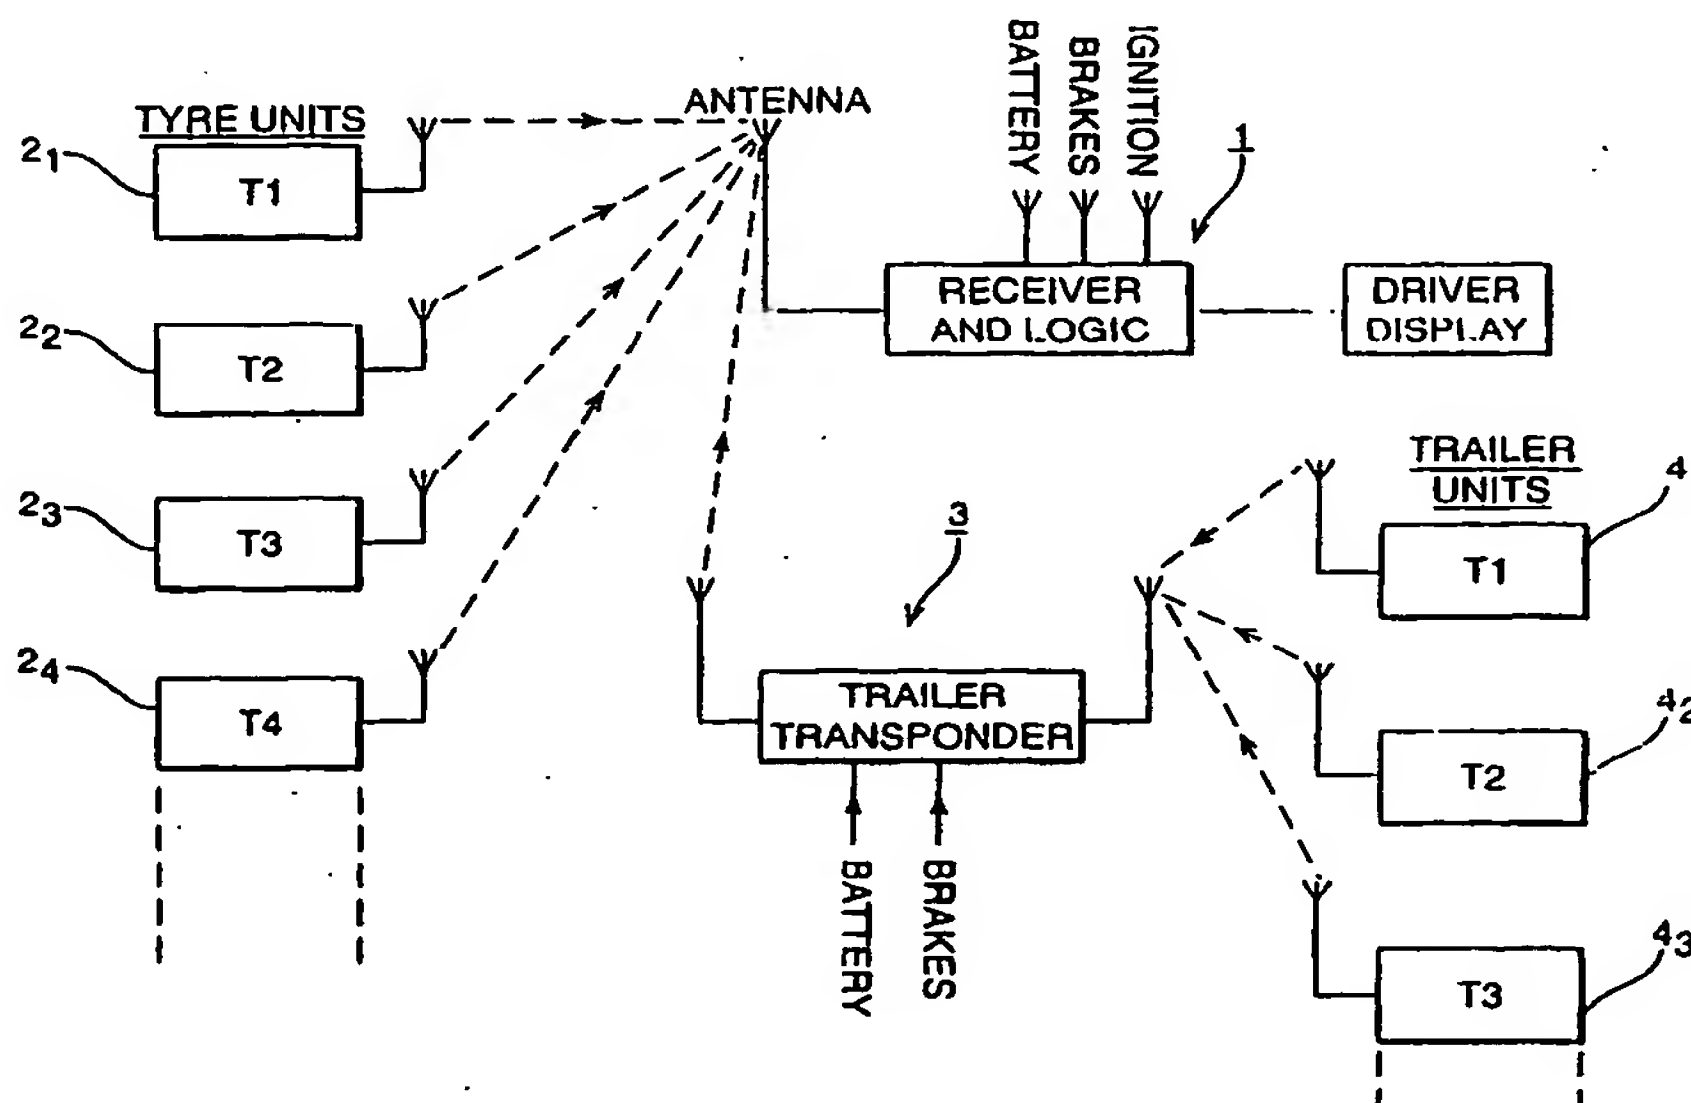 TYRE UNITS
2₁
T1
2₂
T2
2₃
T3
2₄
T4
ANTENNA
BATTERY
BRAKES
IGNITION
1
RECEIVER
AND LOGIC
DRIVER
DISPLAY
3
TRAILER
TRANSPONDER
BATTERY
BRAKES
TRAILER
UNITS
4
T1
4₂
T2
4₃
T3